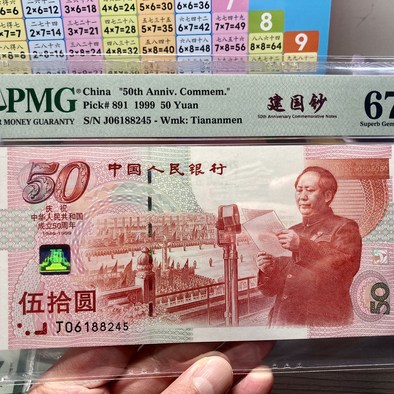 2×6=12 3×6=18 4×6=24 5×6=30 6×6=36
2×7=14 3×7=21 4×7=28 5×7=35 6×7=42 7×7=49
8
2×8=16 3×8=24 4×8=32 5×8=40 6×8=48 7×8=56 8×8=64
9
PMG
MONEY GUARANTY
China "50th Anniv. Commem."
Pick# 891 1999 50 Yuan
S/N J06188245 - Wmk: Tiananmen
建国钞
50th Anniversary Commemorative Notes
67
Superb Gem
50
中国人民银行
庆祝
中华人民共和国
成立50周年
1949-1999
伍拾圆
J06188245
50